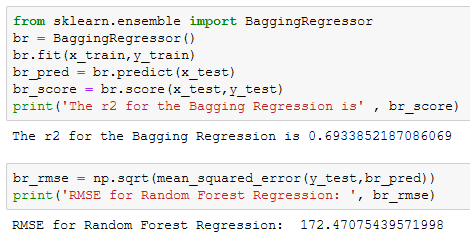 from sklearn.ensemble import BaggingRegressor
br = BaggingRegressor()
br.fit(x_train,y_train)
br_pred = br.predict(x_test)
br_score = br.score(x_test,y_test)
print('The r2 for the Bagging Regression is' , br_score)
The r2 for the Bagging Regression is 0.6933852187086069
br_rmse = np.sqrt(mean_squared_error(y_test,br_pred))
print('RMSE for Random Forest Regression: ', br_rmse)
RMSE for Random Forest Regression:  172.47075439571998